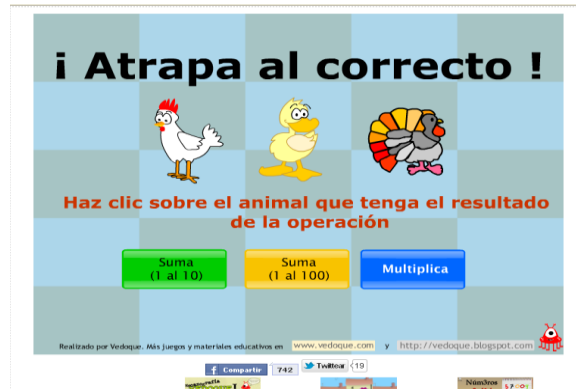 ¡ Atrapa al correcto !
Haz clic sobre el animal que tenga el resultado
de la operación
Suma
(1 al 10)
Suma
(1 al 100)
Multiplica
Realizado por Vedoque. Más juegos y materiales educativos en www.vedoque.com y http://vedoque.blogspot.com
Compartir 742 Twittear 19
Núm3ros